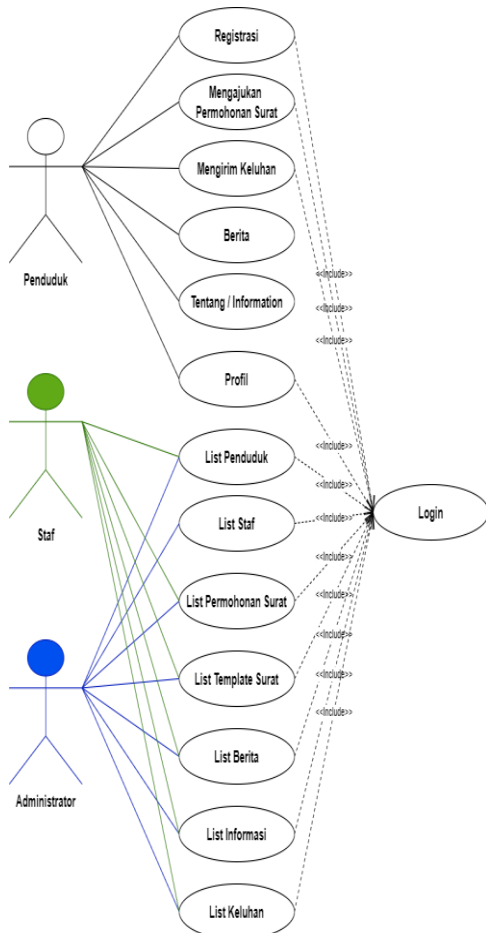 Registrasi
Mengajukan
Permohonan Surat
Mengirim Keluhan
Berita
Penduduk
<<Include>>
Tentang / Information
<<Include>>
<<Include>>
Profil
<<Include>>
List Penduduk
<<Include>>
Login
List Staf
<<Include>>
Staf
<<Include>>
List Permohonan Surat
<<Include>>
<<Include>>
List Template Surat
<<Include>>
<<Include>>
List Berita
Administrator
List Informasi
List Keluhan